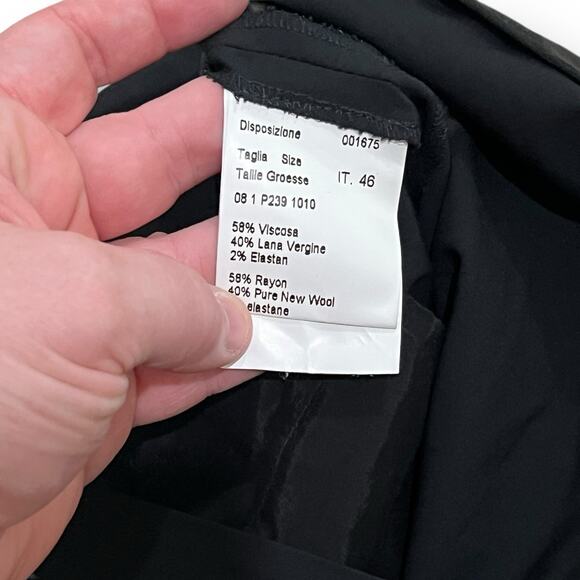 Disposizione 001675
Taglia Size
Taille Groesse IT. 46
08 1 P239 1010
58% Viscosa
40% Lana Vergine
2% Elastan
58% Rayon
40% Pure New Wool
elastane